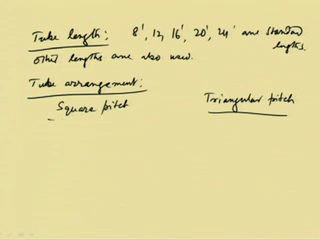 Tube length: 8', 12, 16', 20', 24' are standard lengths.
other lengths are also used.
Tube arrangement:
Square pitch Triangular pitch